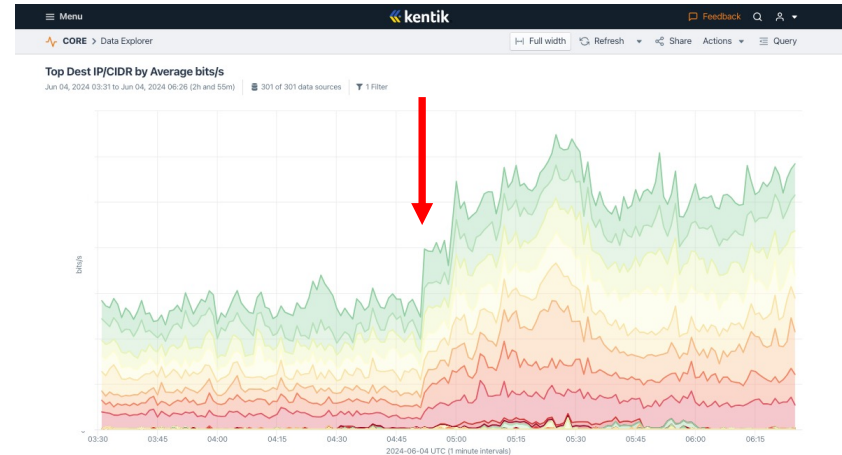 Menu
kentik
Feedback
CORE > Data Explorer
Full width
Refresh
Share
Actions
Query
Top Dest IP/CIDR by Average bits/s
Jun 04, 2024 03:31 to Jun 04, 2024 06:26 (2h and 55m)
301 of 301 data sources
1 Filter
bits/s
03:30 03:45 04:00 04:15 04:30 04:45 05:00 05:15 05:30 05:45 06:00 06:15
2024-06-04 UTC (1 minute intervals)